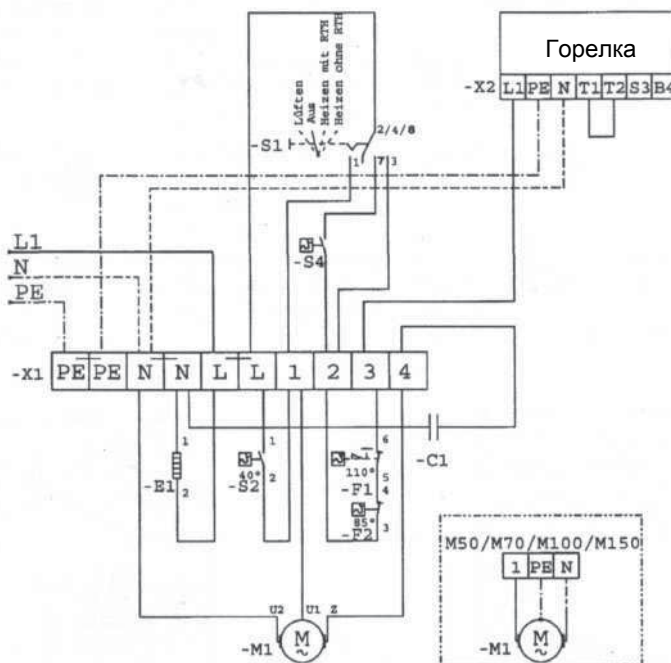 Горелка
-X2 L1 PE N T1 T2 S3 B4
Lüften
Aus
Heizen mit RTH
Heizen ohne RTH
2/4/8
-S1
1 7 3
-S4
L1
N
PE
-X1 PE PE N N L L 1 2 3 4
1
-E1
2
1
40°
-S2
2
6
110°
-F1
5
4
85°
-F2
3
-C1
U2 U1 Z
-M1
M
~
M50/M70/M100/M150
1 PE N
-M1
M
~